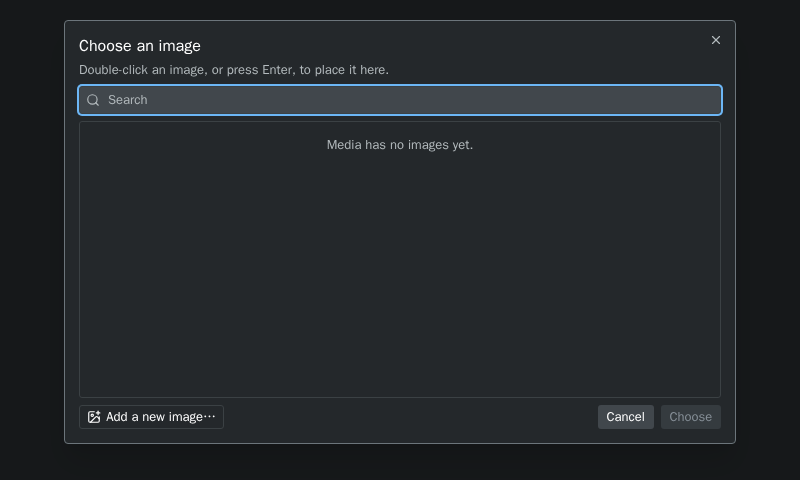 Choose an image
Double-click an image, or press Enter, to place it here.
Search
Media has no images yet.
Add a new image⋯
Cancel
Choose